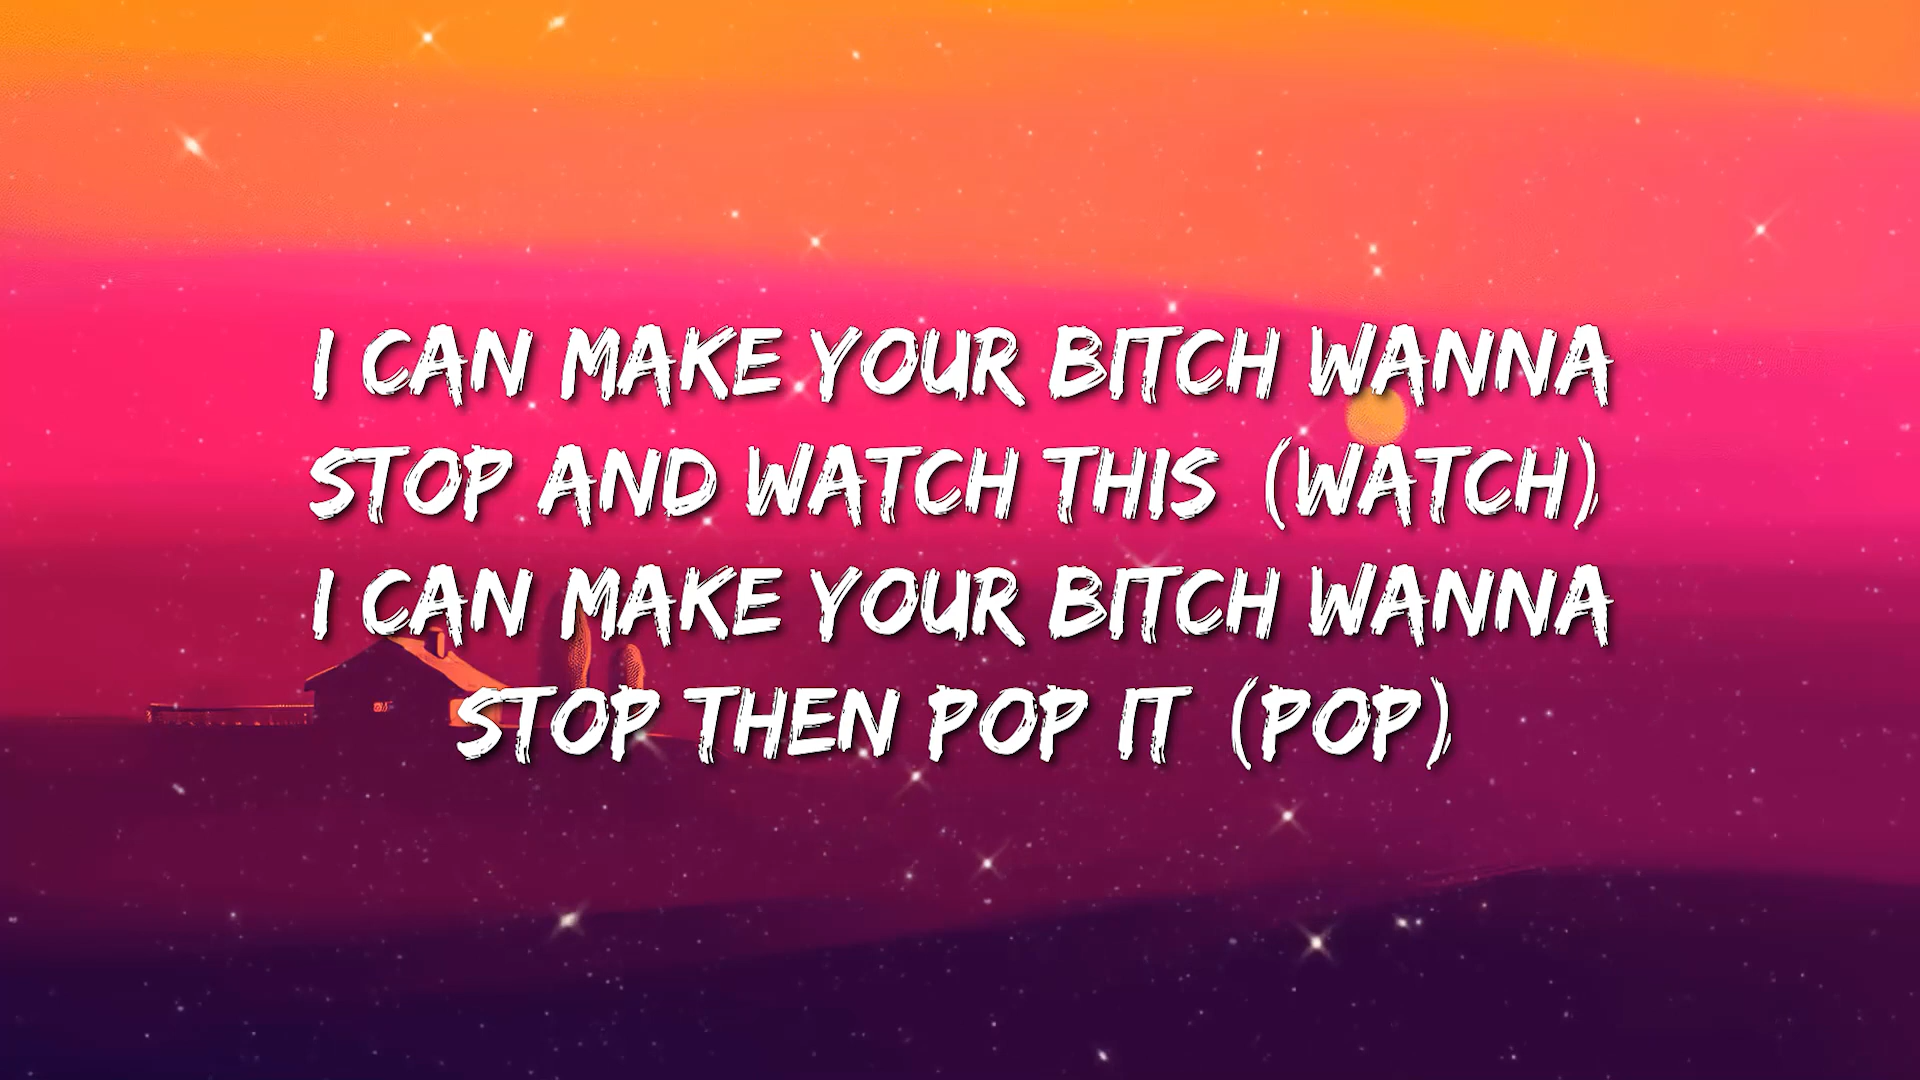 I CAN MAKE YOUR BITCH WANNA
STOP AND WATCH THIS (WATCH)
I CAN MAKE YOUR BITCH WANNA
STOP THEN POP IT (POP)